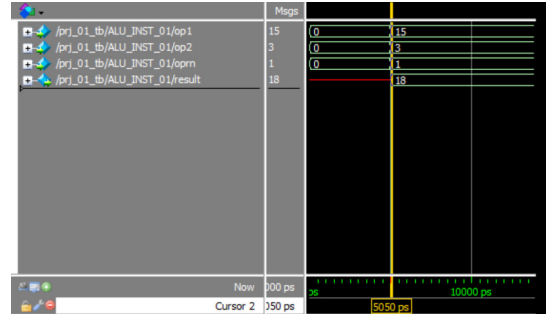 Msgs
/prj_01_tb/ALU_INST_01/op1 15 0 15
/prj_01_tb/ALU_INST_01/op2 3 0 3
/prj_01_tb/ALU_INST_01/oprn 1 0 1
/prj_01_tb/ALU_INST_01/result 18 18
Now 000 ps ps 10000 ps
Cursor 2 050 ps 5050 ps